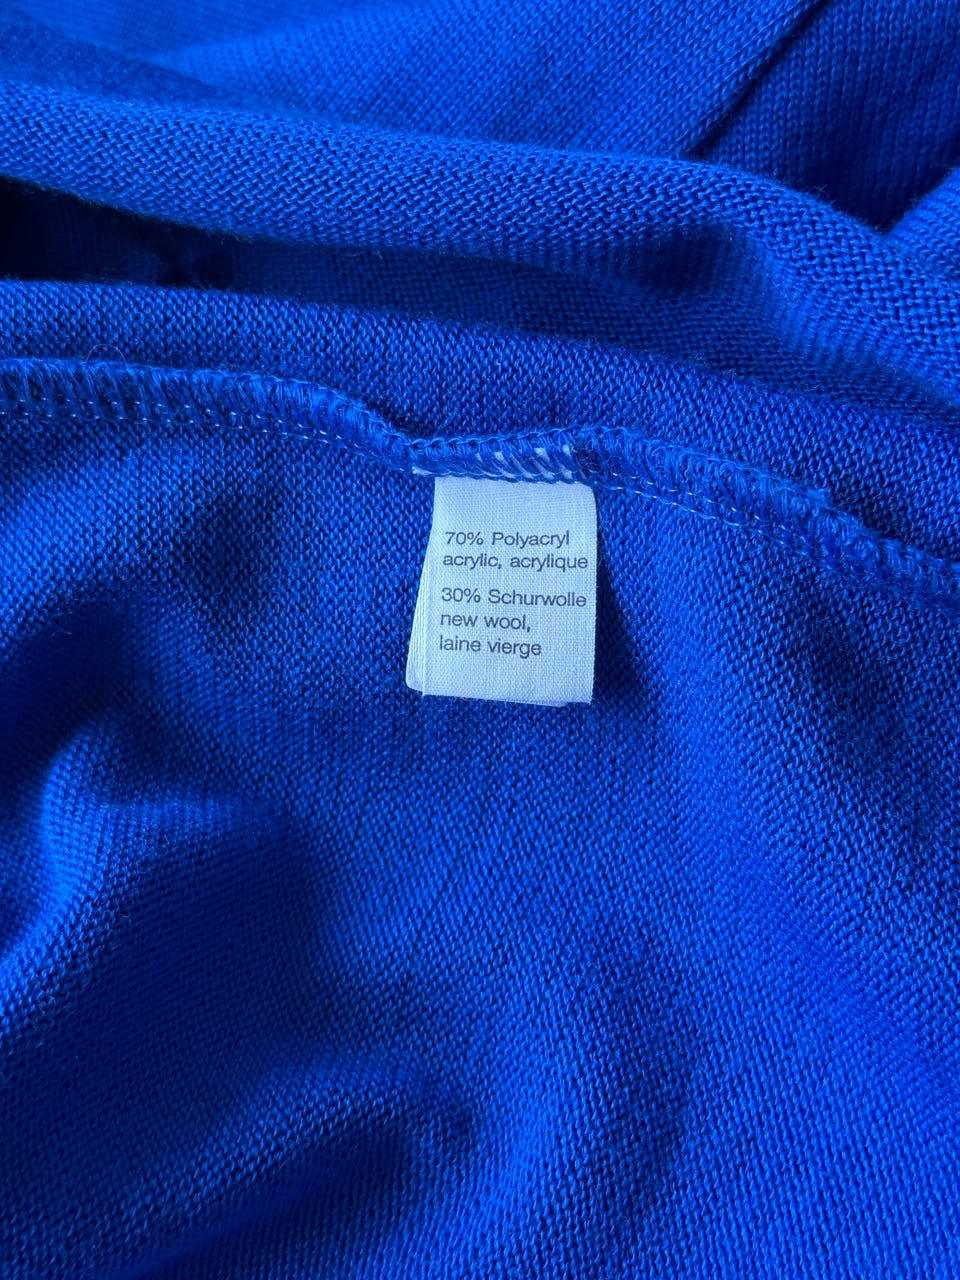 70% Polyacryl
acrylic, acrylique
30% Schurwolle
new wool,
laine vierge